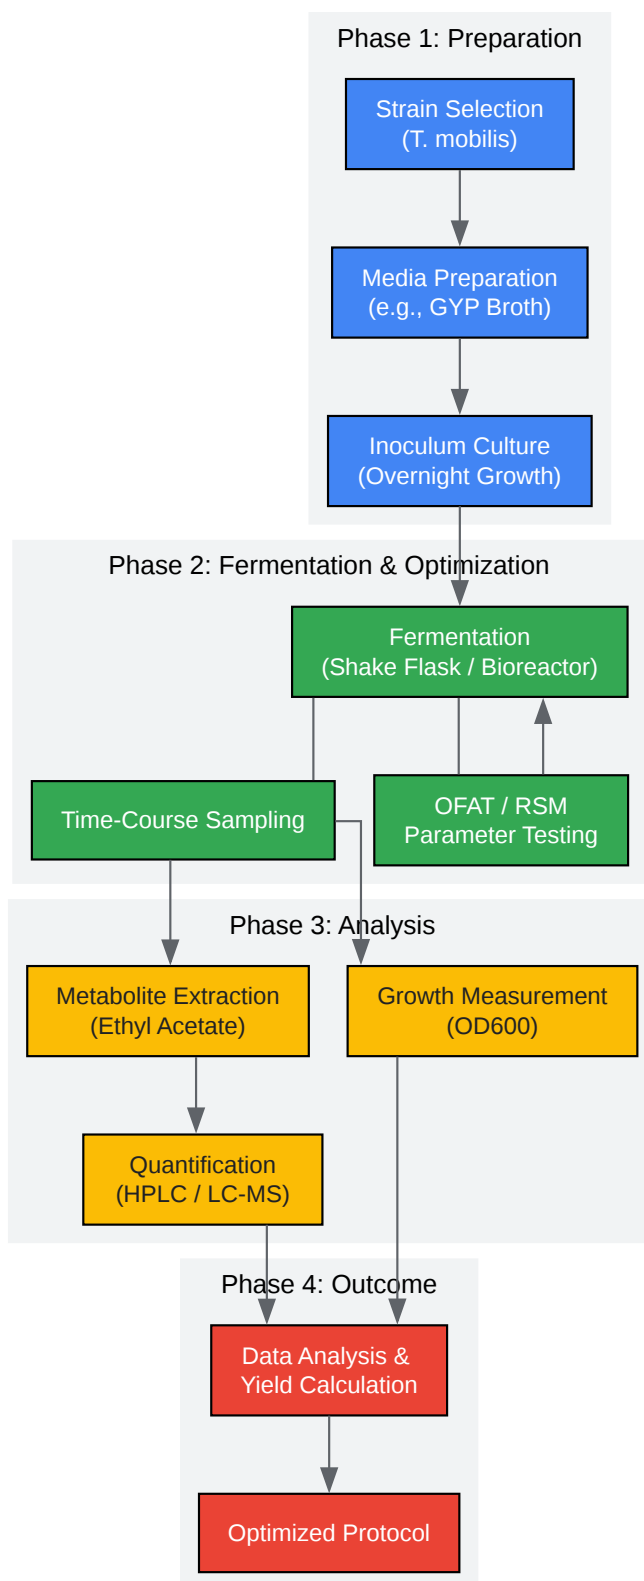 Phase 1: Preparation
Strain Selection
(T. mobilis)
Media Preparation
(e.g., GYP Broth)
Inoculum Culture
(Overnight Growth)
Phase 2: Fermentation & Optimization
Fermentation
(Shake Flask / Bioreactor)
Time-Course Sampling
OFAT / RSM
Parameter Testing
Phase 3: Analysis
Metabolite Extraction
(Ethyl Acetate)
Growth Measurement
(OD600)
Quantification
(HPLC / LC-MS)
Phase 4: Outcome
Data Analysis &
Yield Calculation
Optimized Protocol